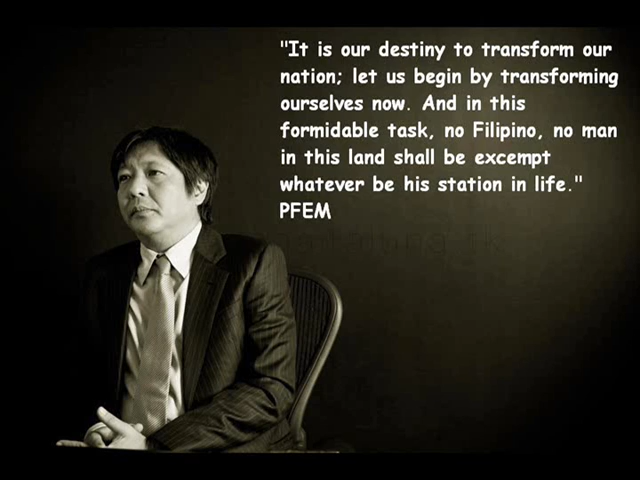 "It is our destiny to transform our
nation; let us begin by transforming
ourselves now. And in this
formidable task, no Filipino, no man
in this land shall be excempt
whatever be his station in life."
PFEM